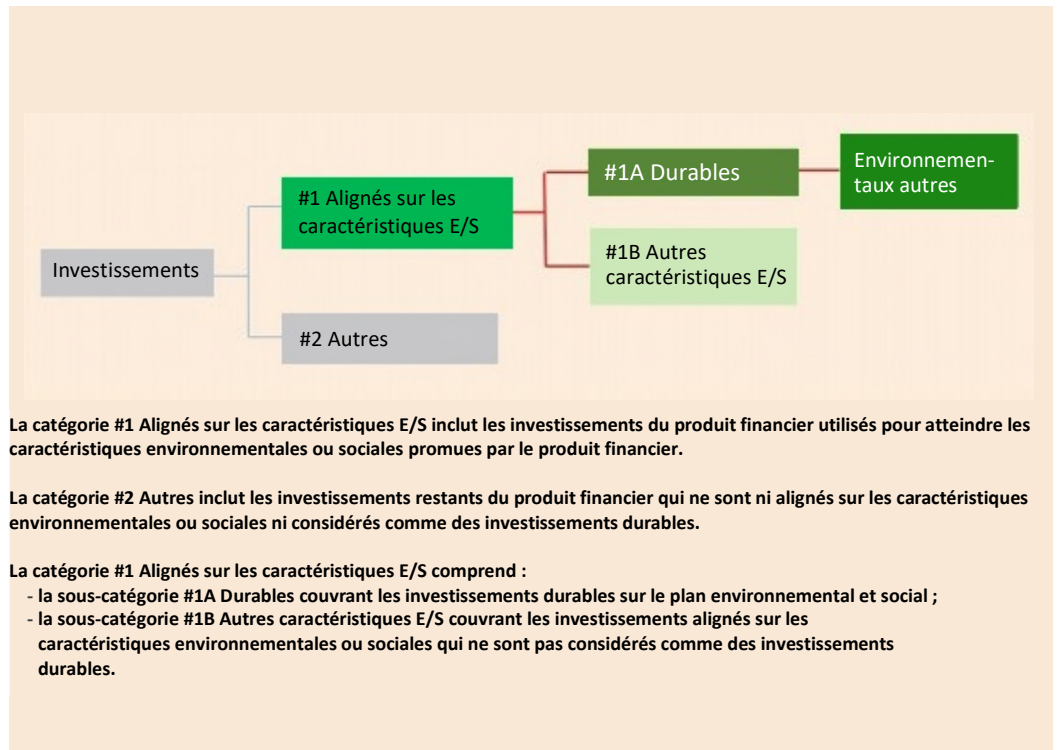 Investissements
#1 Alignés sur les
caractéristiques E/S
#2 Autres
#1A Durables
#1B Autres
caractéristiques E/S
Environnemen-
taux autres
La catégorie #1 Alignés sur les caractéristiques E/S inclut les investissements du produit financier utilisés pour atteindre les
caractéristiques environnementales ou sociales promues par le produit financier.
La catégorie #2 Autres inclut les investissements restants du produit financier qui ne sont ni alignés sur les caractéristiques
environnementales ou sociales ni considérés comme des investissements durables.
La catégorie #1 Alignés sur les caractéristiques E/S comprend :
- la sous-catégorie #1A Durables couvrant les investissements durables sur le plan environnemental et social ;
- la sous-catégorie #1B Autres caractéristiques E/S couvrant les investissements alignés sur les
caractéristiques environnementales ou sociales qui ne sont pas considérés comme des investissements
durables.